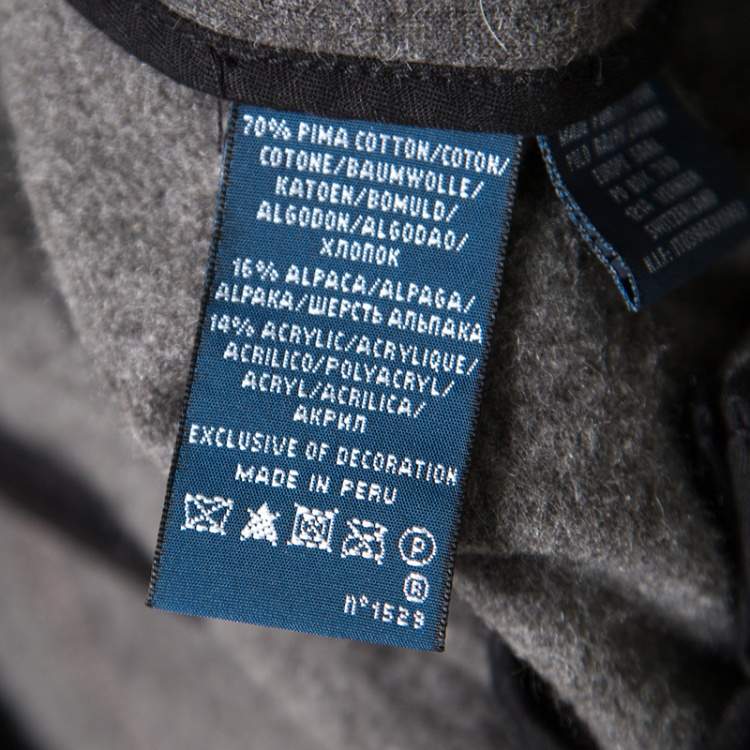 70% PIMA COTTON/COTON/
COTONE/BAUMWOLLE/
KATOEN/BOMULD/
ALGODON/ALGODAO/
ХЛОПОК
16% ALPACA/ALPAGA/
ALPAKA/ШЕРСТЬ АЛЬПАКА
14% ACRYLIC/ACRYLIQUE/
ACRILICO/POLYACRYL/
ACRYL/ACRILICA/
АКРИЛ
EXCLUSIVE OF DECORATION
MADE IN PERU
P
®
n°1529